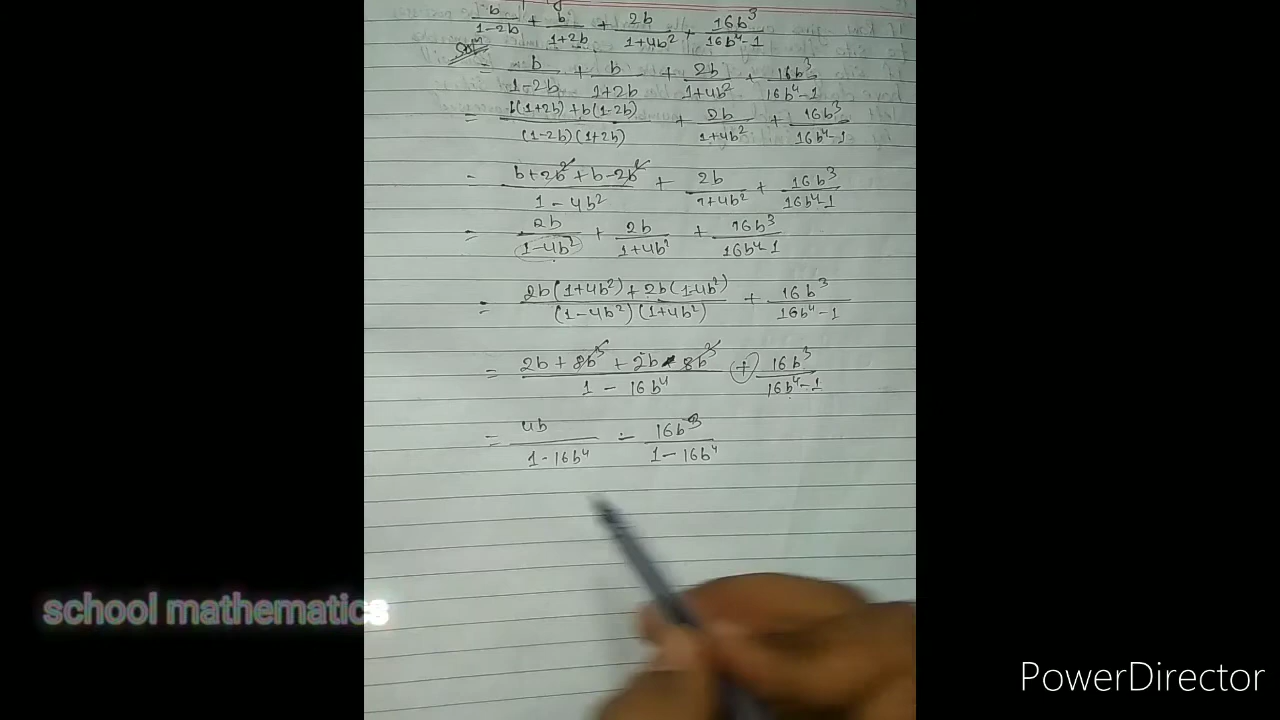 b/(1-2b) + b/(1+2b) + 2b/(1+4b²) + 16b³/(16b⁴-1)
Solⁿ
= b/(1-2b) + b/(1+2b) + 2b/(1+4b²) + 16b³/(16b⁴-1)
= (b(1+2b)+b(1-2b))/((1-2b)(1+2b)) + 2b/(1+4b²) + 16b³/(16b⁴-1)
= (b+2b²+b-2b²)/(1-4b²) + 2b/(1+4b²) + 16b³/(16b⁴-1)
= 2b/(1-4b²) + 2b/(1+4b²) + 16b³/(16b⁴-1)
= (2b(1+4b²)+2b(1-4b²))/((1-4b²)(1+4b²)) + 16b³/(16b⁴-1)
= (2b+8b³+2b-8b³)/(1-16b⁴) + 16b³/(16b⁴-1)
= 4b/(1-16b⁴) - 16b³/(1-16b⁴)
school mathematics
PowerDirector